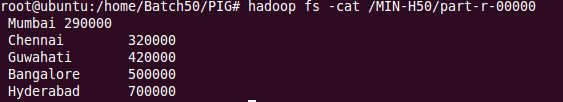 root@ubuntu:/home/Batch50/PIG# hadoop fs -cat /MIN-H50/part-r-00000
Mumbai 290000
Chennai 320000
Guwahati 420000
Bangalore 500000
Hyderabad 700000